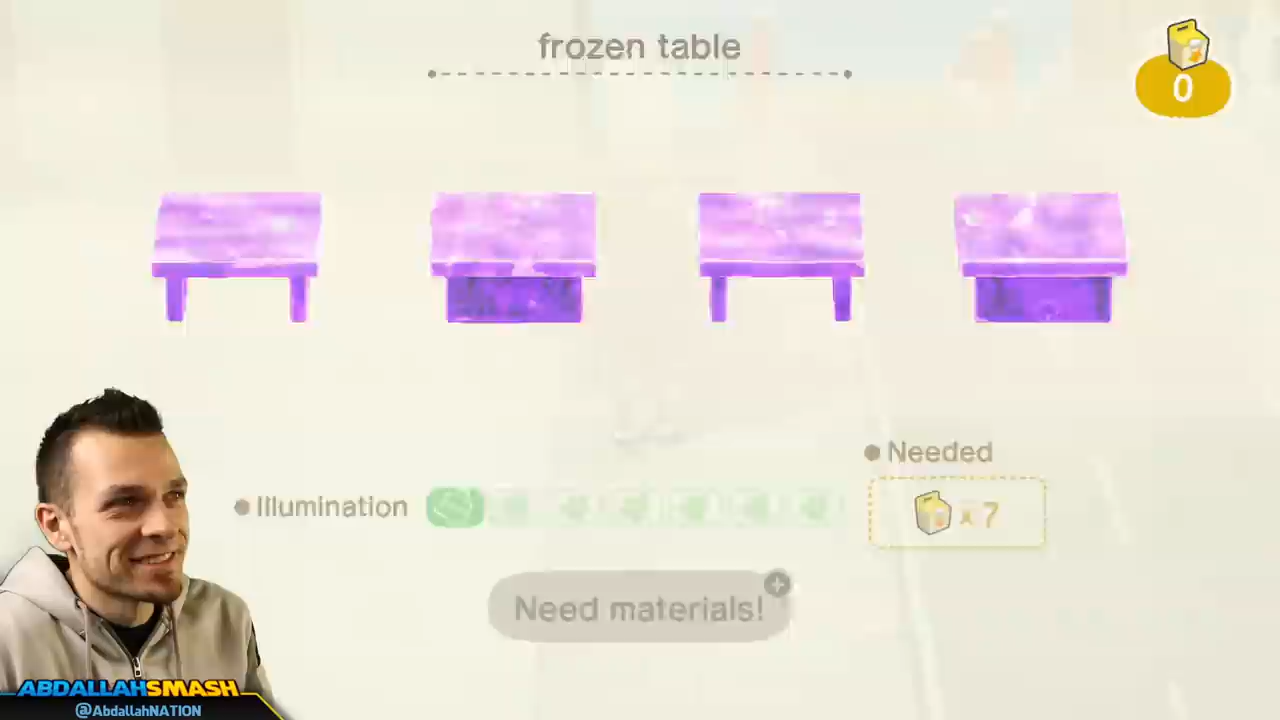 frozen table
0
Needed
Illumination
x 7
Need materials!
ABDALLAHSMASH
@AbdallahNATION